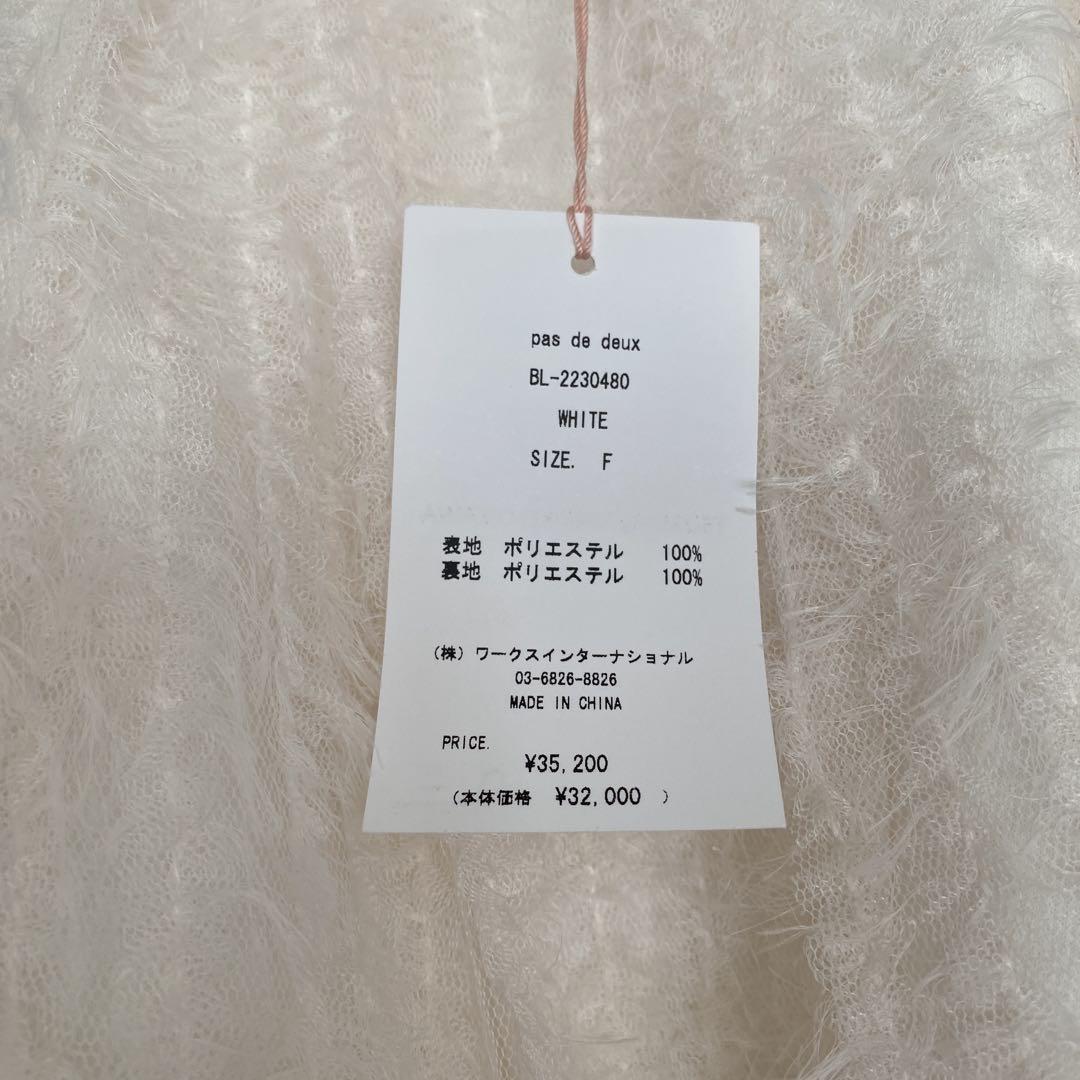 pas de deux
BL-2230480
WHITE
SIZE. F
表地 ポリエステル 100%
裏地 ポリエステル 100%
(株)ワークスインターナショナル
03-6826-8826
MADE IN CHINA
PRICE.
¥35,200
(本体価格 ¥32,000 )